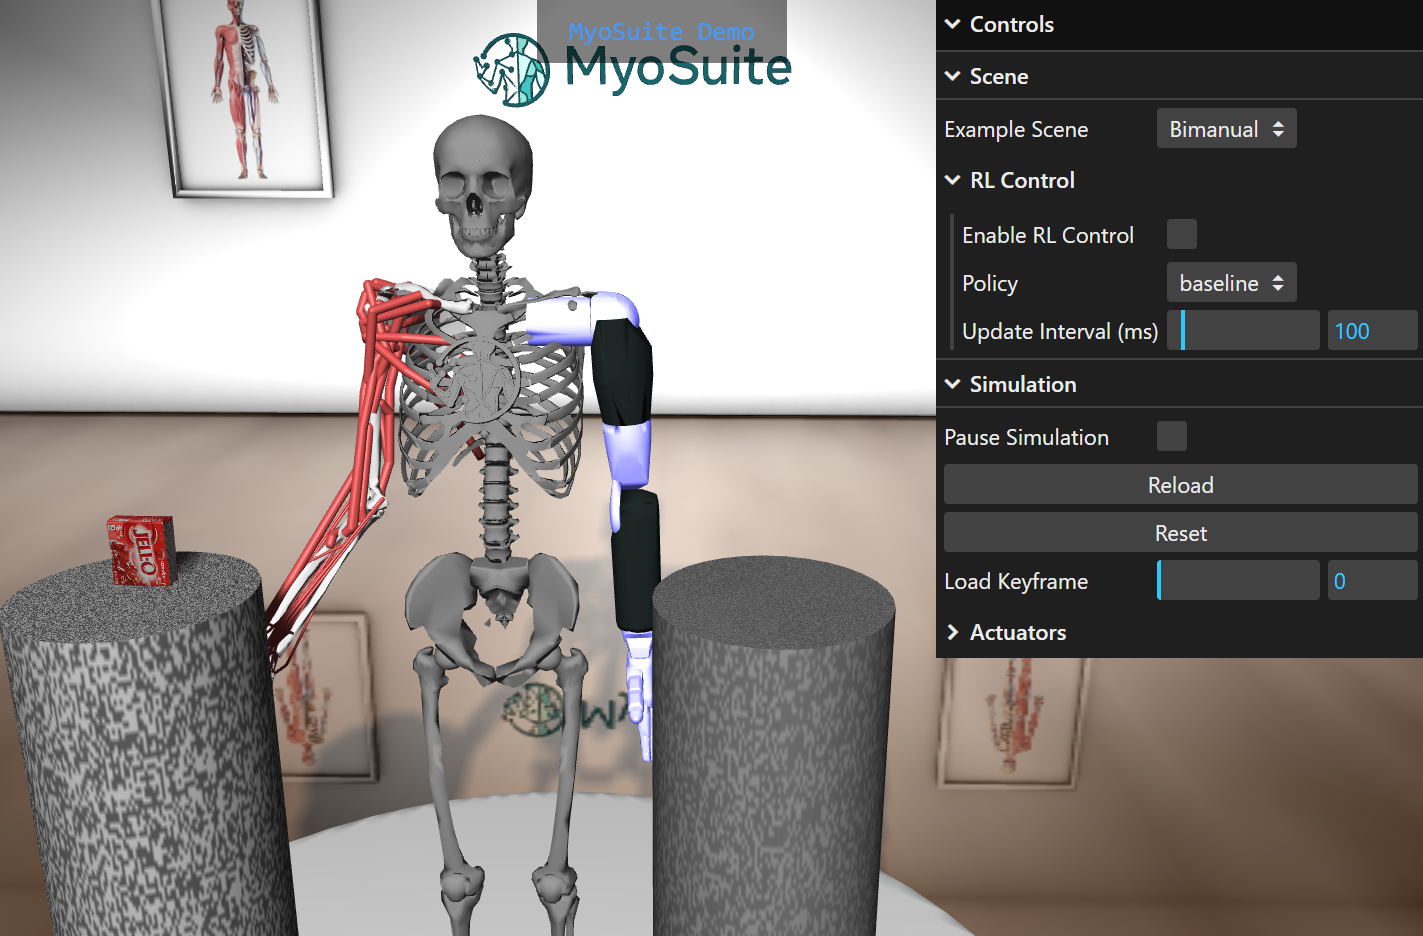 MyoSuite Demo
MyoSuite
JELL-O
Controls
Scene
Example Scene
Bimanual
RL Control
Enable RL Control
Policy
baseline
Update Interval (ms)
100
Simulation
Pause Simulation
Reload
Reset
Load Keyframe
0
Actuators